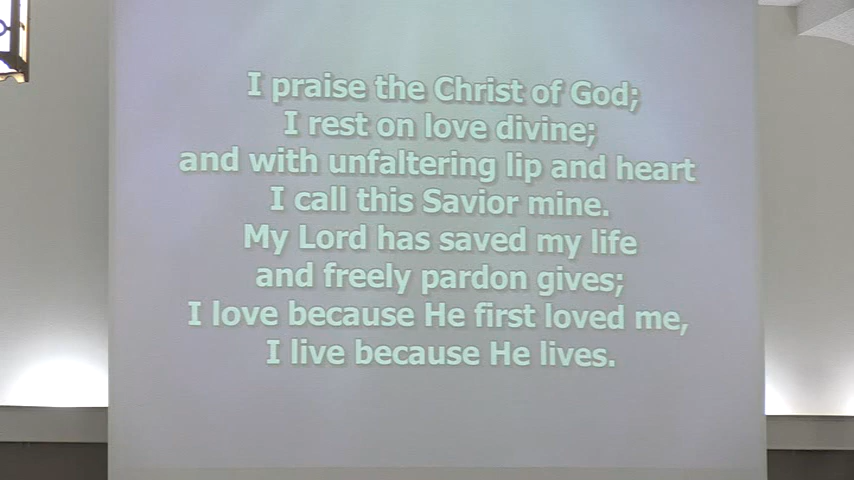 I praise the Christ of God;
I rest on love divine;
and with unfaltering lip and heart
I call this Savior mine.
My Lord has saved my life
and freely pardon gives;
I love because He first loved me,
I live because He lives.